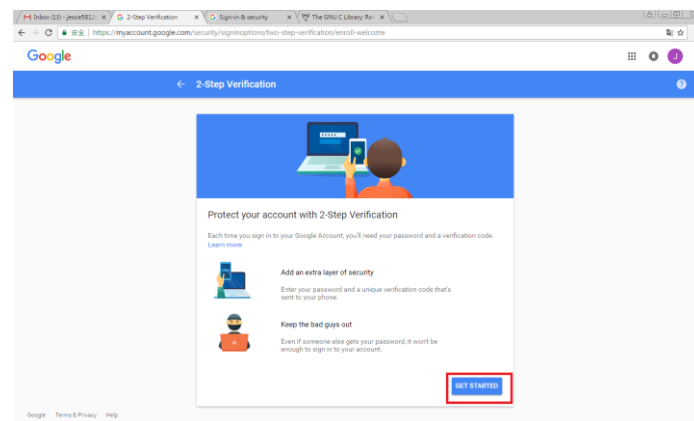 Inbox (13) - jessie5812
2-Step Verification
Sign-in & security
The GNU C Library: Re
安全 | https://myaccount.google.com/security/signinoptions/two-step-verification/enroll-welcome
Google
J
2-Step Verification
Protect your account with 2-Step Verification
Each time you sign in to your Google Account, you'll need your password and a verification code.
Learn more
Add an extra layer of security
Enter your password and a unique verification code that's
sent to your phone.
Keep the bad guys out
Even if someone else gets your password, it won't be
enough to sign in to your account.
GET STARTED
Google Terms & Privacy Help